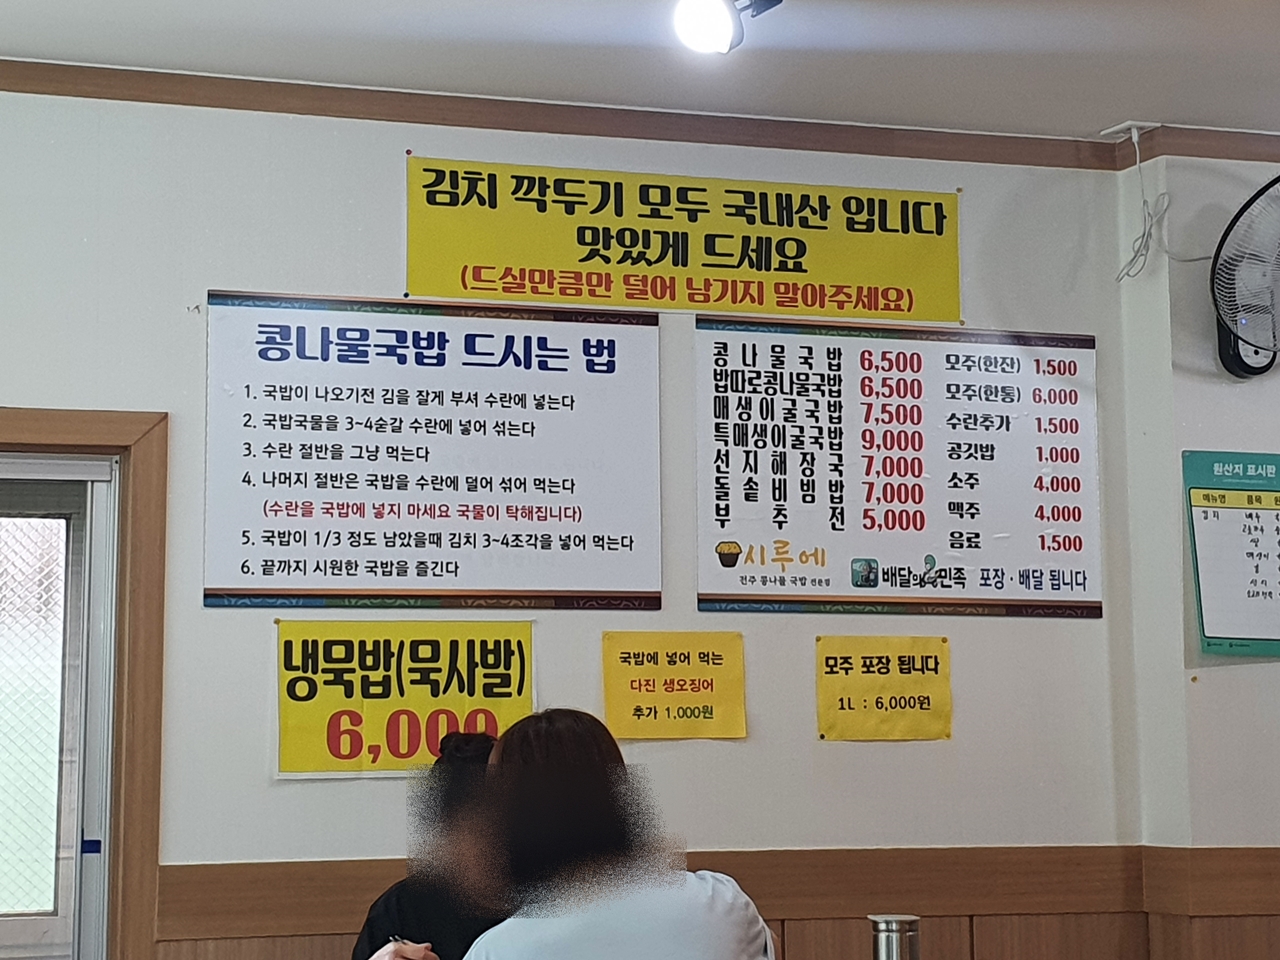 김치 깍두기 모두 국내산 입니다
맛있게 드세요
(드실만큼만 덜어 남기지 말아주세요)
콩나물국밥 드시는 법
1. 국밥이 나오기전 김을 잘게 부셔 수란에 넣는다
2. 국밥국물을 3~4숟갈 수란에 넣어 섞는다
3. 수란 절반을 그냥 먹는다
4. 나머지 절반은 국밥을 수란에 덜어 섞어 먹는다
(수란을 국밥에 넣지 마세요 국물이 탁해집니다)
5. 국밥이 1/3 정도 남았을때 김치 3~4조각을 넣어 먹는다
6. 끝까지 시원한 국밥을 즐긴다
콩나물국밥 6,500
밥따로콩나물국밥 6,500
매생이굴국밥 7,500
특매생이굴국밥 9,000
선지해장국 7,000
돌솥비빔밥 7,000
부추전 5,000
모주(한잔) 1,500
모주(한통) 6,000
수란추가 1,500
공깃밥 1,000
소주 4,000
맥주 4,000
음료 1,500
시루에
전주 콩나물 국밥 전문점
배달의민족 포장·배달 됩니다
냉묵밥(묵사발)
6,000
국밥에 넣어 먹는
다진 생오징어
추가 1,000원
모주 포장 됩니다
1L : 6,000원
원산지 표시판
메뉴명 품목